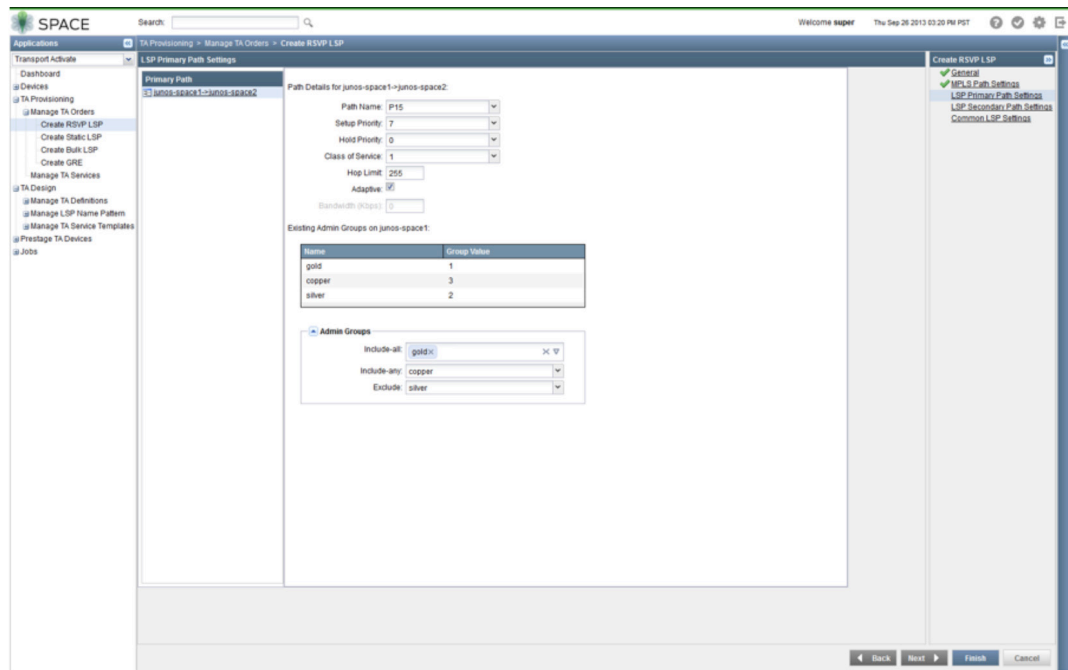 SPACE Search: Welcome super Thu Sep 26 2013 03:20 PM PST
Applications
TA Provisioning > Manage TA Orders > Create RSVP LSP
Transport Activate
Dashboard
Devices
TA Provisioning
Manage TA Orders
Create RSVP LSP
Create Static LSP
Create Bulk LSP
Create GRE
Manage TA Services
TA Design
Manage TA Definitions
Manage LSP Name Pattern
Manage TA Service Templates
Prestage TA Devices
Jobs
LSP Primary Path Settings
Primary Path
junos-space1->junos-space2
Path Details for junos-space1->junos-space2:
Path Name: P15
Setup Priority: 7
Hold Priority: 0
Class of Service: 1
Hop Limit: 255
Adaptive:
Bandwidth (Kbps): 0
Existing Admin Groups on junos-space1:
Name Group Value
gold 1
copper 3
silver 2
Admin Groups
Include-all: gold
Include-any: copper
Exclude: silver
Create RSVP LSP
General
MPLS Path Settings
LSP Primary Path Settings
LSP Secondary Path Settings
Common LSP Settings
Back Next Finish Cancel